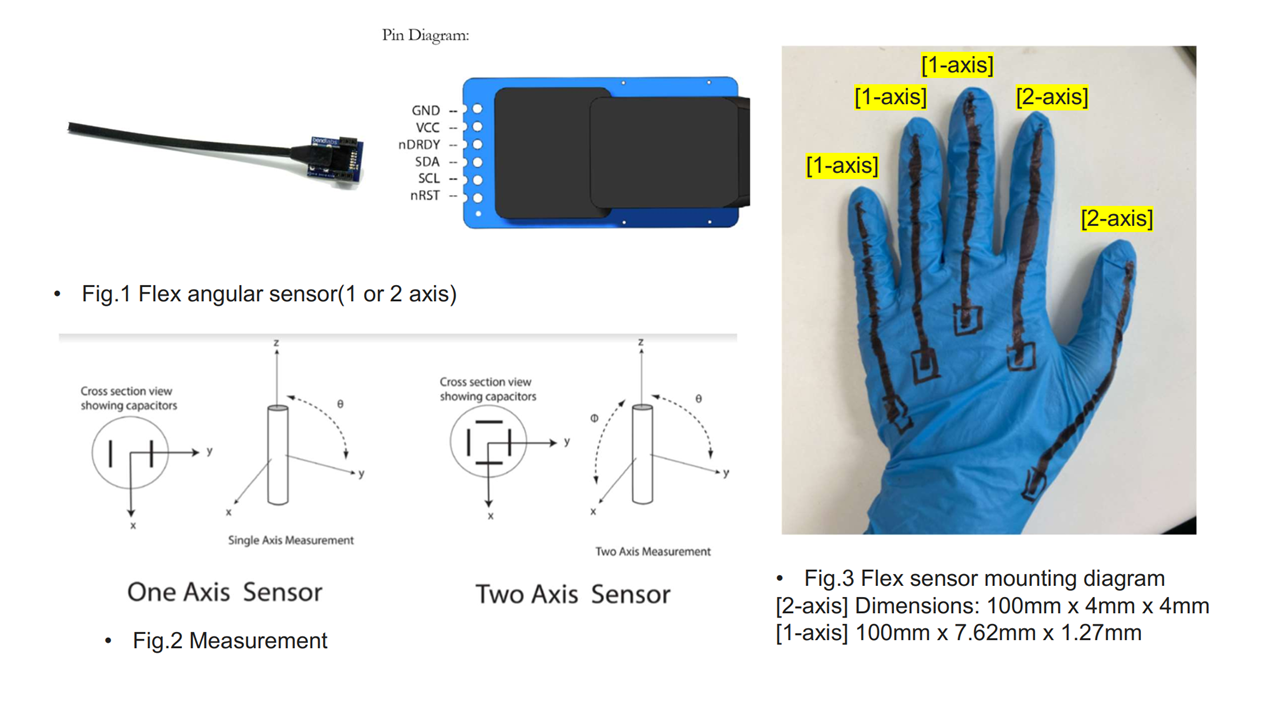 Pin Diagram:
GND --
VCC --
nDRDY --
SDA --
SCL --
nRST --
• Fig.1 Flex angular sensor(1 or 2 axis)
Cross section view
showing capacitors
y
x
z
θ
y
x
Single Axis Measurement
One Axis Sensor
Cross section view
showing capacitors
y
x
z
Φ
θ
y
x
Two Axis Measurement
Two Axis Sensor
• Fig.2 Measurement
[1-axis]
[1-axis]
[2-axis]
[1-axis]
[2-axis]
• Fig.3 Flex sensor mounting diagram
[2-axis] Dimensions: 100mm x 4mm x 4mm
[1-axis] 100mm x 7.62mm x 1.27mm